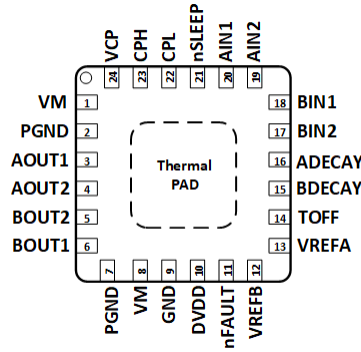 VCP
CPH
CPL
nSLEEP
AIN1
AIN2
24
23
22
21
20
19
VM 1
PGND 2
AOUT1 3
AOUT2 4
BOUT2 5
BOUT1 6
Thermal
PAD
18 BIN1
17 BIN2
16 ADECAY
15 BDECAY
14 TOFF
13 VREFA
7
8
9
10
11
12
PGND
VM
GND
DVDD
nFAULT
VREFB